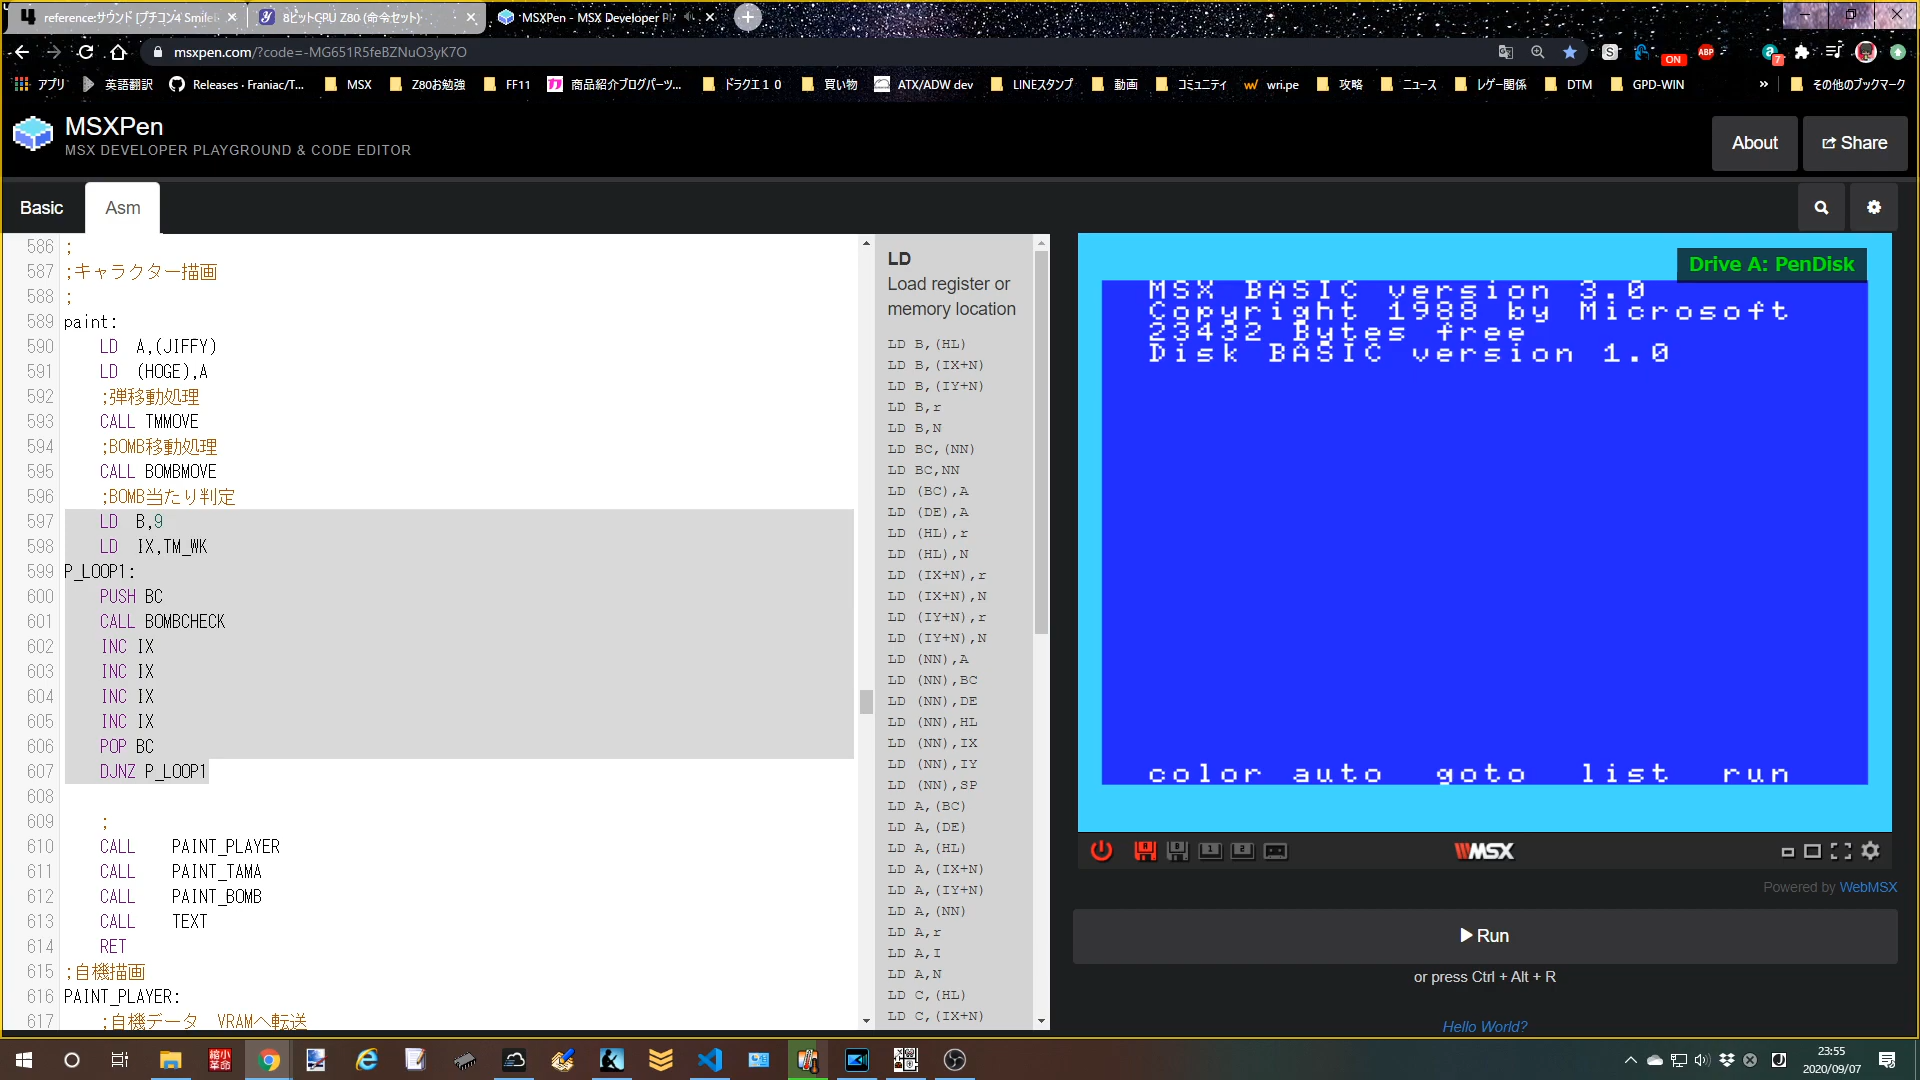 reference:サウンド [プチコン4 Smilel
8ビットCPU Z80 (命令セット)
MSXPen - MSX Developer Pl
msxpen.com/?code=-MG651R5feBZNuO3yK7O
ON
ABP
7
アプリ
英語翻訳
Releases · Franiac/T...
MSX
Z80お勉強
FF11
商品紹介ブログパーツ...
ドラクエ１０
買い物
ATX/ADW dev
LINEスタンプ
動画
コミュニティ
wri.pe
攻略
ニュース
レゲー関係
DTM
GPD-WIN
»
その他のブックマーク
MSXPen
MSX DEVELOPER PLAYGROUND & CODE EDITOR
About
Share
Basic
Asm
586 ;
587 ;キャラクター描画
588 ;
589 paint:
590 LD A,(JIFFY)
591 LD (HOGE),A
592 ;弾移動処理
593 CALL TMMOVE
594 ;BOMB移動処理
595 CALL BOMBMOVE
596 ;BOMB当たり判定
597 LD B,9
598 LD IX,TM_WK
599 P_LOOP1:
600 PUSH BC
601 CALL BOMBCHECK
602 INC IX
603 INC IX
604 INC IX
605 INC IX
606 POP BC
607 DJNZ P_LOOP1
608
609 ;
610 CALL PAINT_PLAYER
611 CALL PAINT_TAMA
612 CALL PAINT_BOMB
613 CALL TEXT
614 RET
615 ;自機描画
616 PAINT_PLAYER:
617 ;自機データ VRAMへ転送
LD
Load register or
memory location
LD B,(HL)
LD B,(IX+N)
LD B,(IY+N)
LD B,r
LD B,N
LD BC,(NN)
LD BC,NN
LD (BC),A
LD (DE),A
LD (HL),r
LD (HL),N
LD (IX+N),r
LD (IX+N),N
LD (IY+N),r
LD (IY+N),N
LD (NN),A
LD (NN),BC
LD (NN),DE
LD (NN),HL
LD (NN),IX
LD (NN),IY
LD (NN),SP
LD A,(BC)
LD A,(DE)
LD A,(HL)
LD A,(IX+N)
LD A,(IY+N)
LD A,(NN)
LD A,r
LD A,I
LD A,N
LD C,(HL)
LD C,(IX+N)
Drive A: PenDisk
MSX BASIC version 3.0
Copyright 1988 by Microsoft
23432 Bytes free
Disk BASIC version 1.0
color auto goto list run
MSX
Powered by WebMSX
Run
or press Ctrl + Alt + R
Hello World?
縮小革命
23:55
2020/09/07